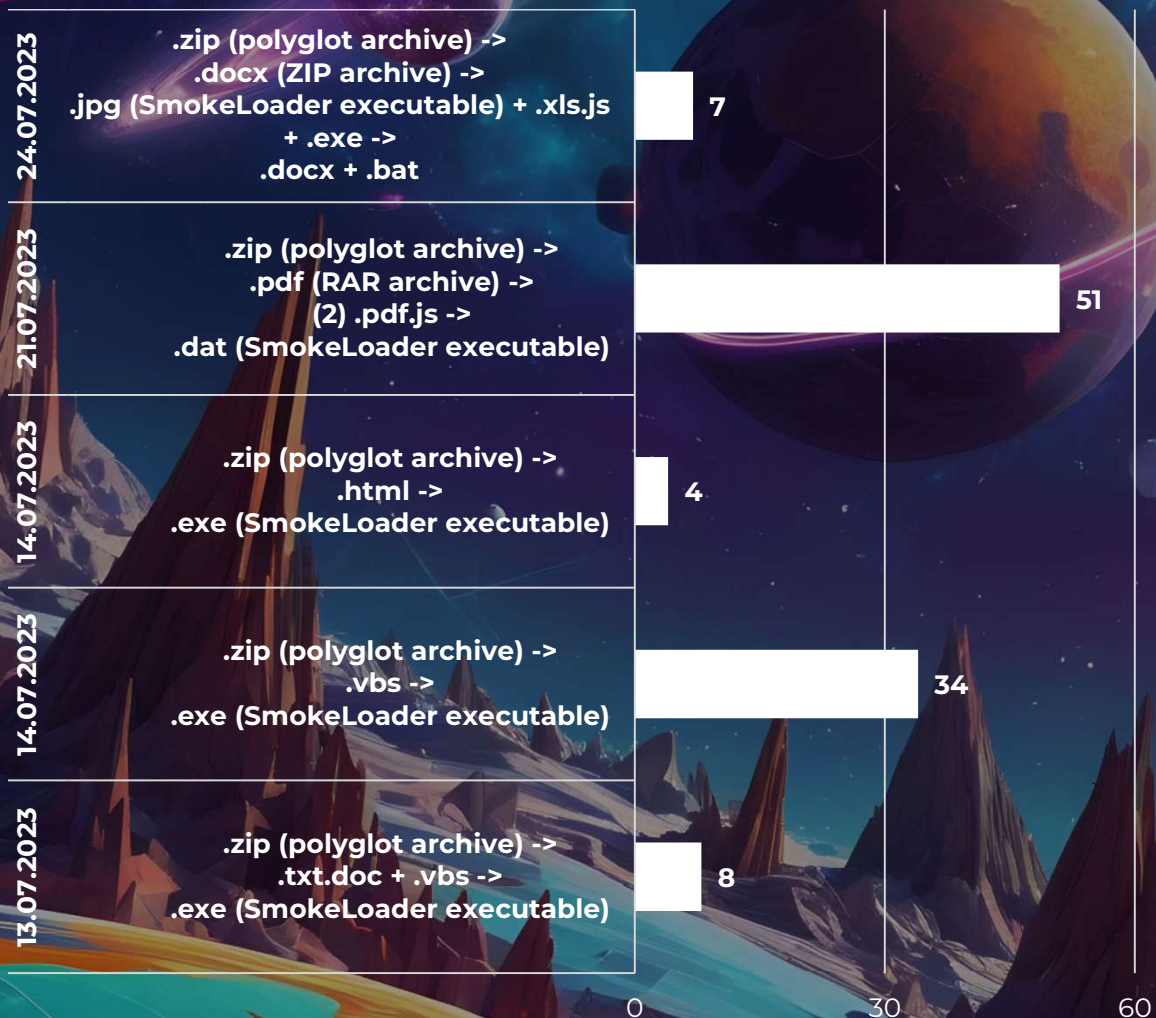 24.07.2023
.zip (polyglot archive) ->
.docx (ZIP archive) ->
.jpg (SmokeLoader executable) + .xls.js
+ .exe ->
.docx + .bat
7
21.07.2023
.zip (polyglot archive) ->
.pdf (RAR archive) ->
(2) .pdf.js ->
.dat (SmokeLoader executable)
51
14.07.2023
.zip (polyglot archive) ->
.html ->
.exe (SmokeLoader executable)
4
14.07.2023
.zip (polyglot archive) ->
.vbs ->
.exe (SmokeLoader executable)
34
13.07.2023
.zip (polyglot archive) ->
.txt.doc + .vbs ->
.exe (SmokeLoader executable)
8
0 30 60